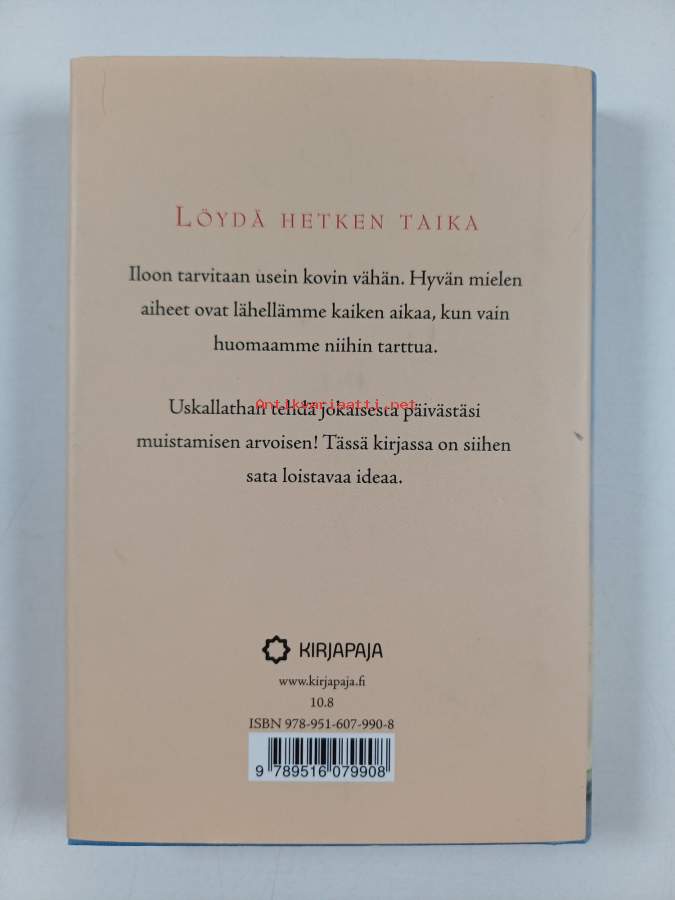 LÖYDÄ HETKEN TAIKA
Iloon tarvitaan usein kovin vähän. Hyvän mielen
aiheet ovat lähellämme kaiken aikaa, kun vain
huomaamme niihin tarttua.
Uskallathan tehdä jokaisesta päivästäsi
Antikvariaatti.net
muistamisen arvoisen! Tässä kirjassa on siihen
sata loistavaa ideaa.
KIRJAPAJA
www.kirjapaja.fi
10.8
ISBN 978-951-607-990-8
9 789516 079908